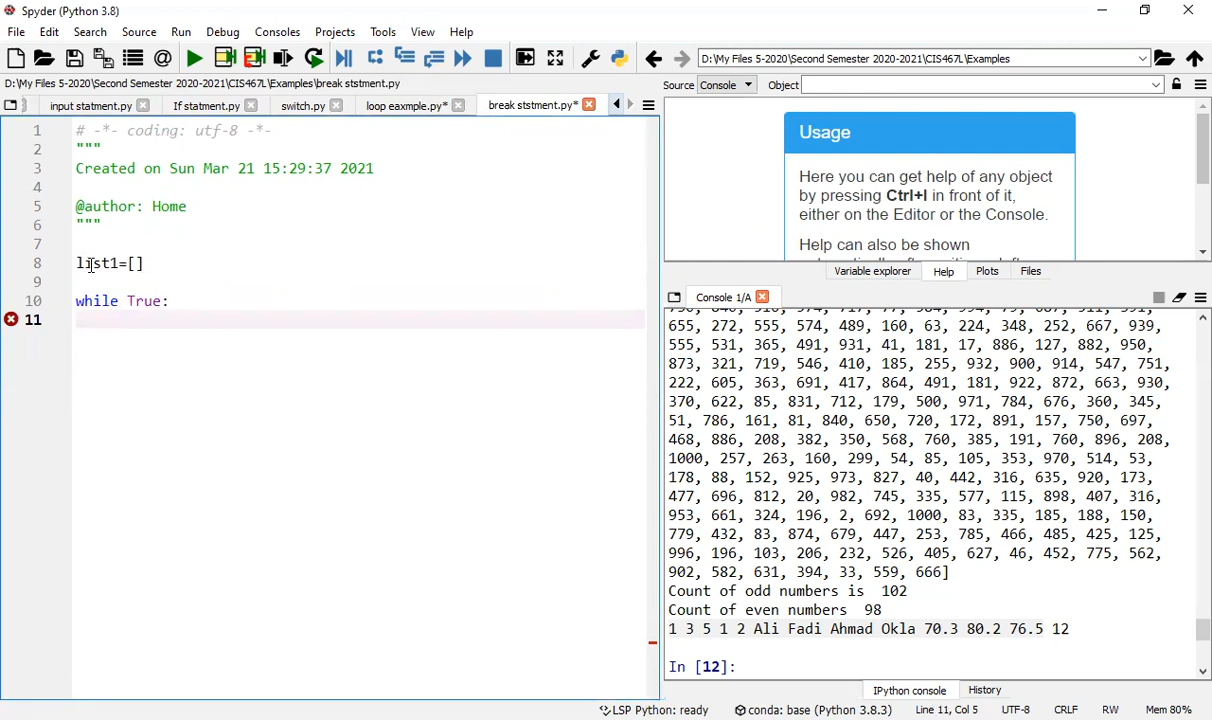 Spyder (Python 3.8)
File Edit Search Source Run Debug Consoles Projects Tools View Help
D:\My Files 5-2020\Second Semester 2020-2021\CIS467L\Examples
D:\My Files 5-2020\Second Semester 2020-2021\CIS467L\Examples\break ststment.py
Source Console Object
input statment.py If statment.py switch.py loop eaxmple.py* break ststment.py*
1 # -*- coding: utf-8 -*-
2 """
3 Created on Sun Mar 21 15:29:37 2021
4
5 @author: Home
6 """
7
8 list1=[]
9
10 while True:
11
Usage
Here you can get help of any object
by pressing Ctrl+I in front of it,
either on the Editor or the Console.
Help can also be shown
Variable explorer Help Plots Files
Console 1/A
655, 272, 555, 574, 489, 160, 63, 224, 348, 252, 667, 939,
555, 531, 365, 491, 931, 41, 181, 17, 886, 127, 882, 950,
873, 321, 719, 546, 410, 185, 255, 932, 900, 914, 547, 751,
222, 605, 363, 691, 417, 864, 491, 181, 922, 872, 663, 930,
370, 622, 85, 831, 712, 179, 500, 971, 784, 676, 360, 345,
51, 786, 161, 81, 840, 650, 720, 172, 891, 157, 750, 697,
468, 886, 208, 382, 350, 568, 760, 385, 191, 760, 896, 208,
1000, 257, 263, 160, 299, 54, 85, 105, 353, 970, 514, 53,
178, 88, 152, 925, 973, 827, 40, 442, 316, 635, 920, 173,
477, 696, 812, 20, 982, 745, 335, 577, 115, 898, 407, 316,
953, 661, 324, 196, 2, 692, 1000, 83, 335, 185, 188, 150,
779, 432, 83, 874, 679, 447, 253, 785, 466, 485, 425, 125,
996, 196, 103, 206, 232, 526, 405, 627, 46, 452, 775, 562,
902, 582, 631, 394, 33, 559, 666]
Count of odd numbers is  102
Count of even numbers  98
1 3 5 1 2 Ali Fadi Ahmad Okla 70.3 80.2 76.5 12
In [12]:
IPython console History
LSP Python: ready conda: base (Python 3.8.3) Line 11, Col 5 UTF-8 CRLF RW Mem 80%